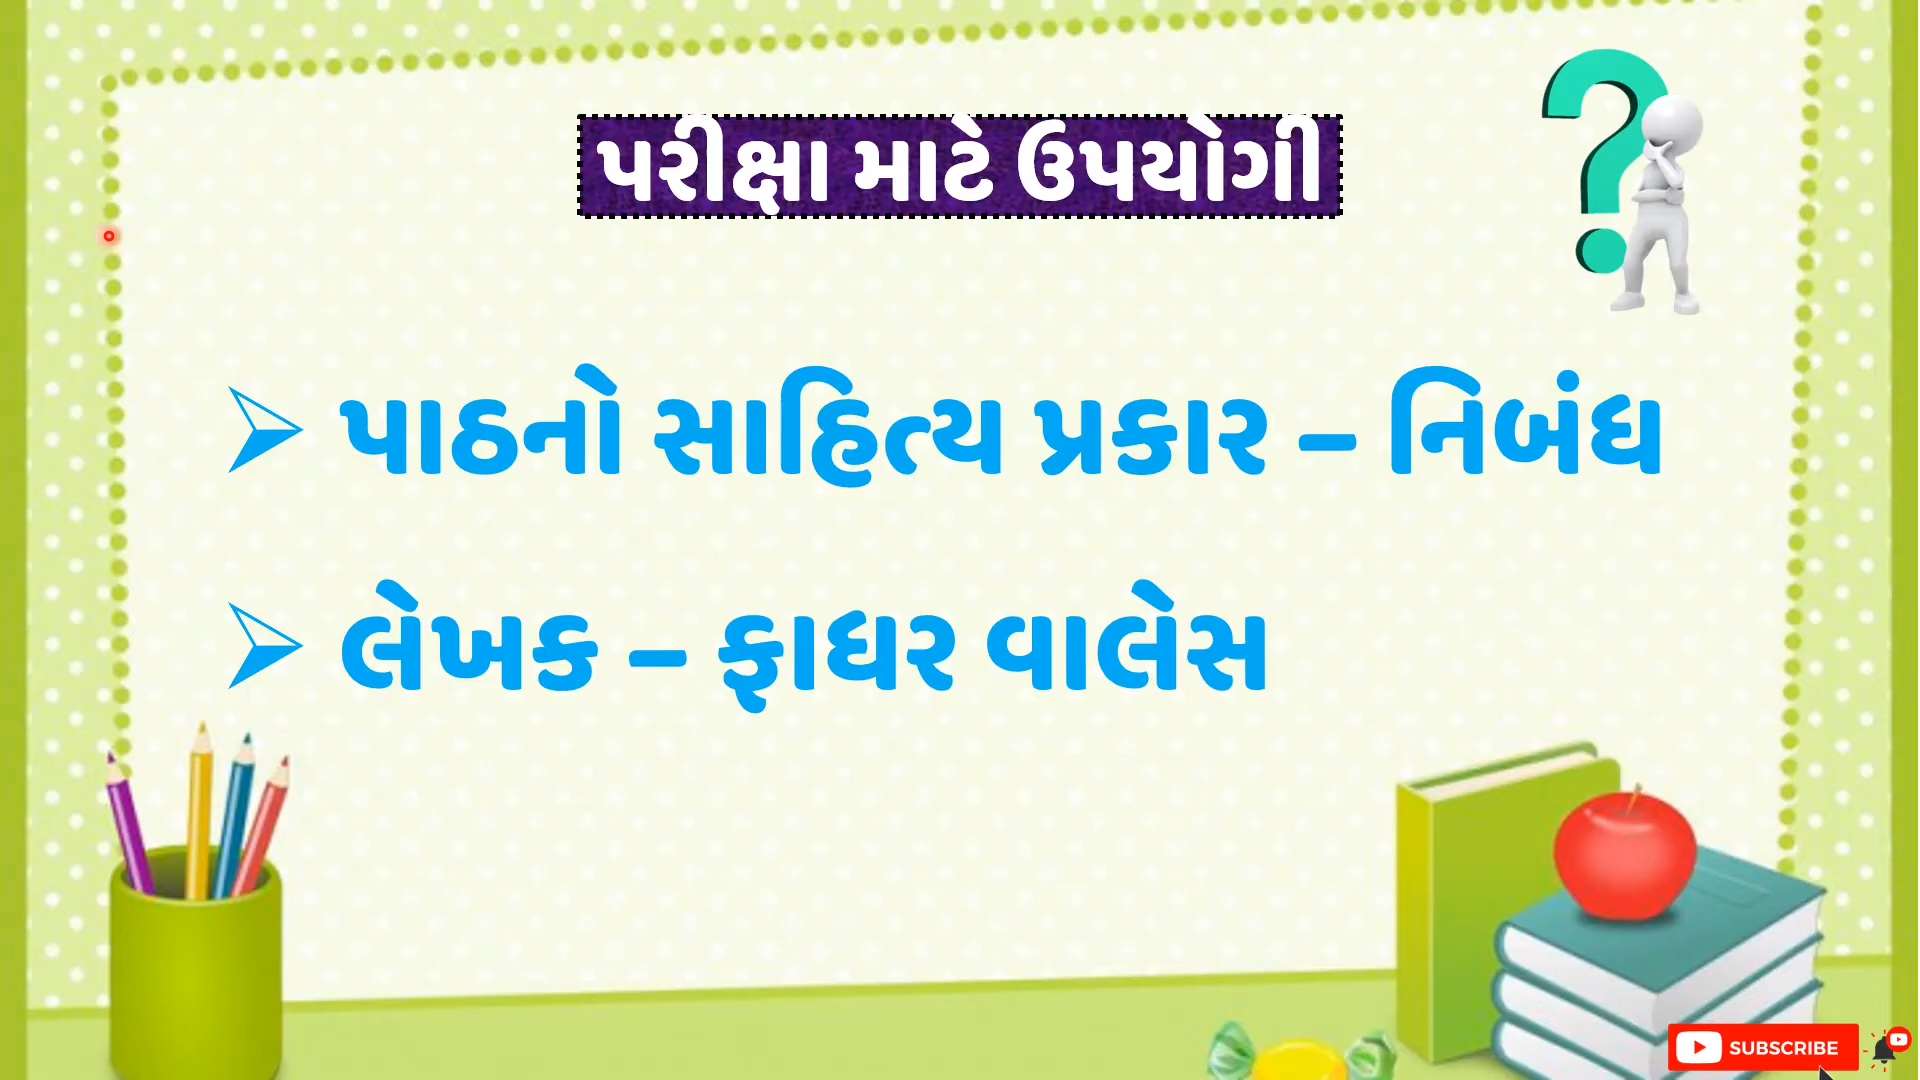 પરીક્ષા માટે ઉપયોગી
➢ પાઠનો સાહિત્ય પ્રકાર – નિબંધ
➢ લેખક – ફાધર વાલેસ
SUBSCRIBE